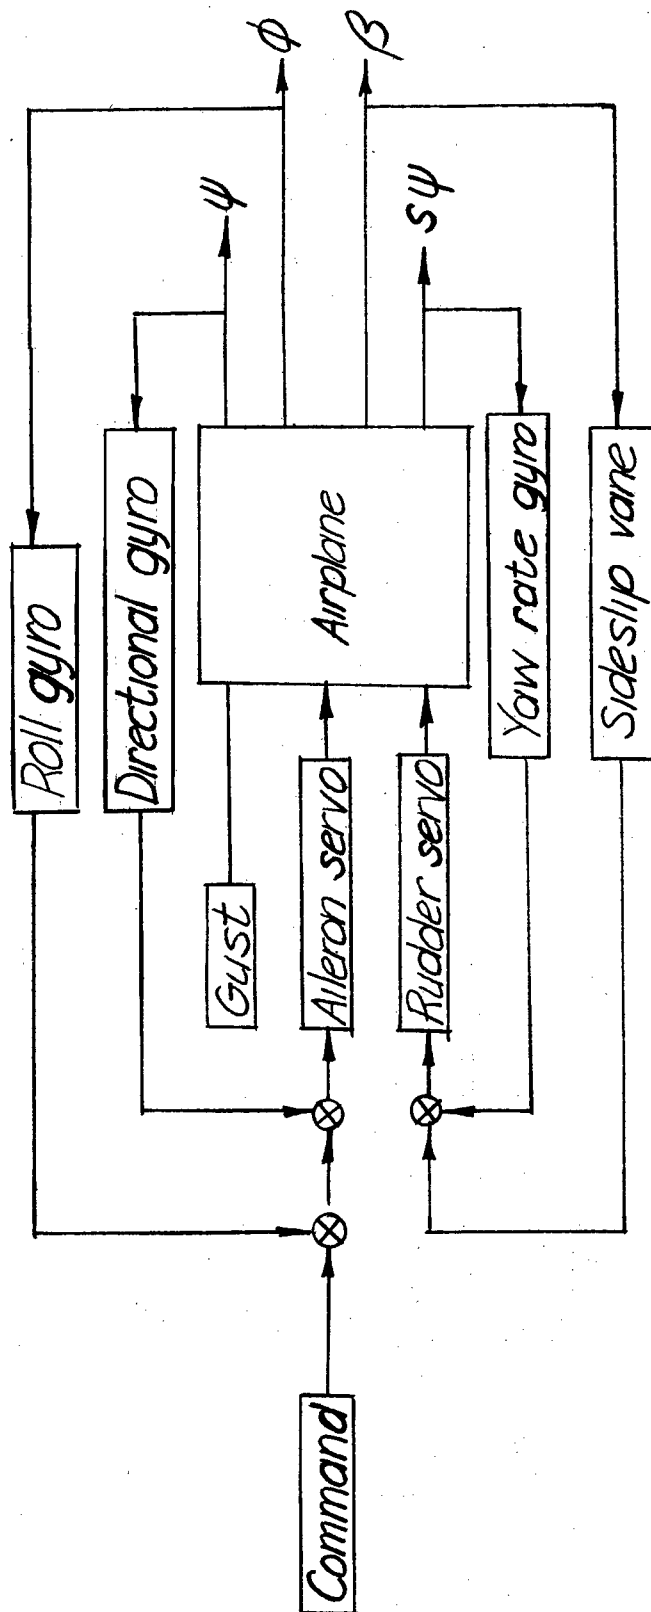 Roll gyro
Directional gyro
ψ
ϕ
Gust
Airplane
Command
Aileron servo
β
Rudder servo
sψ
Yaw rate gyro
Sideslip vane